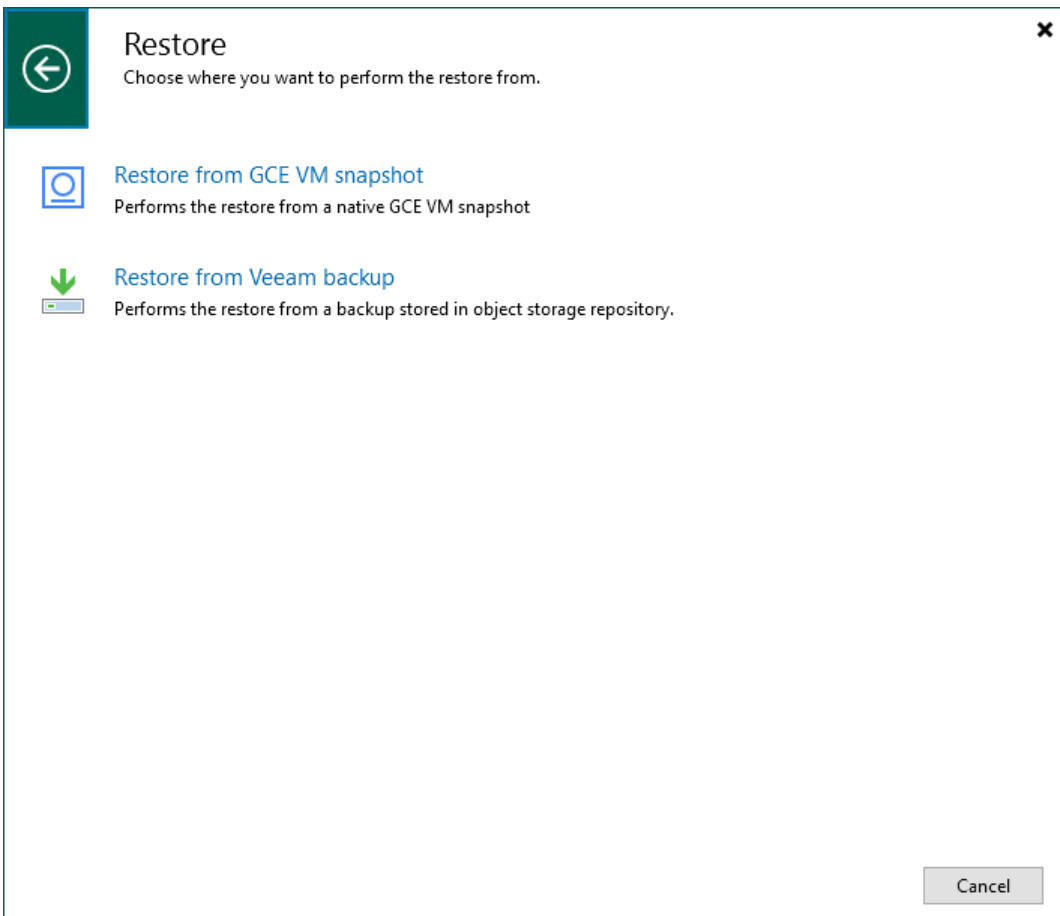 Restore
Choose where you want to perform the restore from.
Restore from GCE VM snapshot
Performs the restore from a native GCE VM snapshot
Restore from Veeam backup
Performs the restore from a backup stored in object storage repository.
Cancel